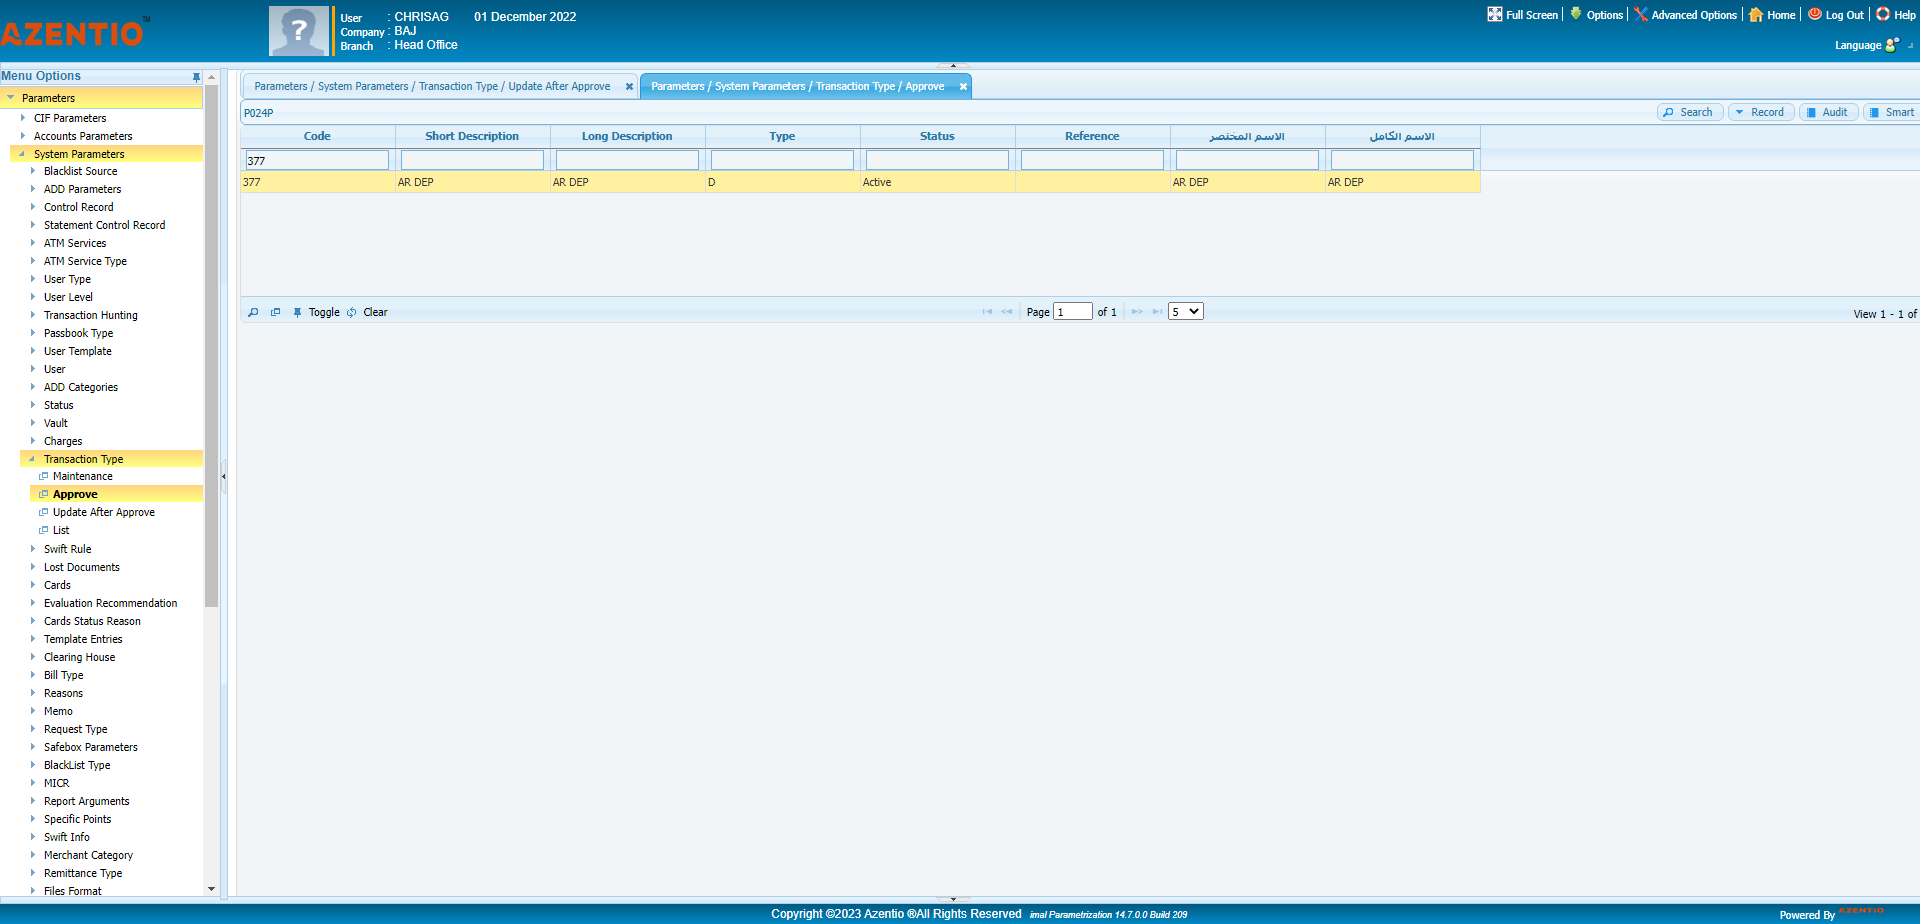 AZENTIO™
User : CHRISAG 01 December 2022
Company : BAJ
Branch : Head Office
Full Screen | Options | Advanced Options | Home | Log Out | Help
Language
Menu Options
Parameters
CIF Parameters
Accounts Parameters
System Parameters
Blacklist Source
ADD Parameters
Control Record
Statement Control Record
ATM Services
ATM Service Type
User Type
User Level
Transaction Hunting
Passbook Type
User Template
User
ADD Categories
Status
Vault
Charges
Transaction Type
Maintenance
Approve
Update After Approve
List
Swift Rule
Lost Documents
Cards
Evaluation Recommendation
Cards Status Reason
Template Entries
Clearing House
Bill Type
Reasons
Memo
Request Type
Safebox Parameters
BlackList Type
MICR
Report Arguments
Specific Points
Swift Info
Merchant Category
Remittance Type
Files Format
Parameters / System Parameters / Transaction Type / Update After Approve
Parameters / System Parameters / Transaction Type / Approve
P024P
Search Record Audit Smart
Code Short Description Long Description Type Status Reference الاسم المختصر الاسم الكامل
377
377 AR DEP AR DEP D Active AR DEP AR DEP
Toggle Clear
Page 1 of 1 5
View 1 - 1 of
Copyright ©2023 Azentio ®All Rights Reserved imal Parametrization 14.7.0.0 Build 209
Powered By AZENTIO